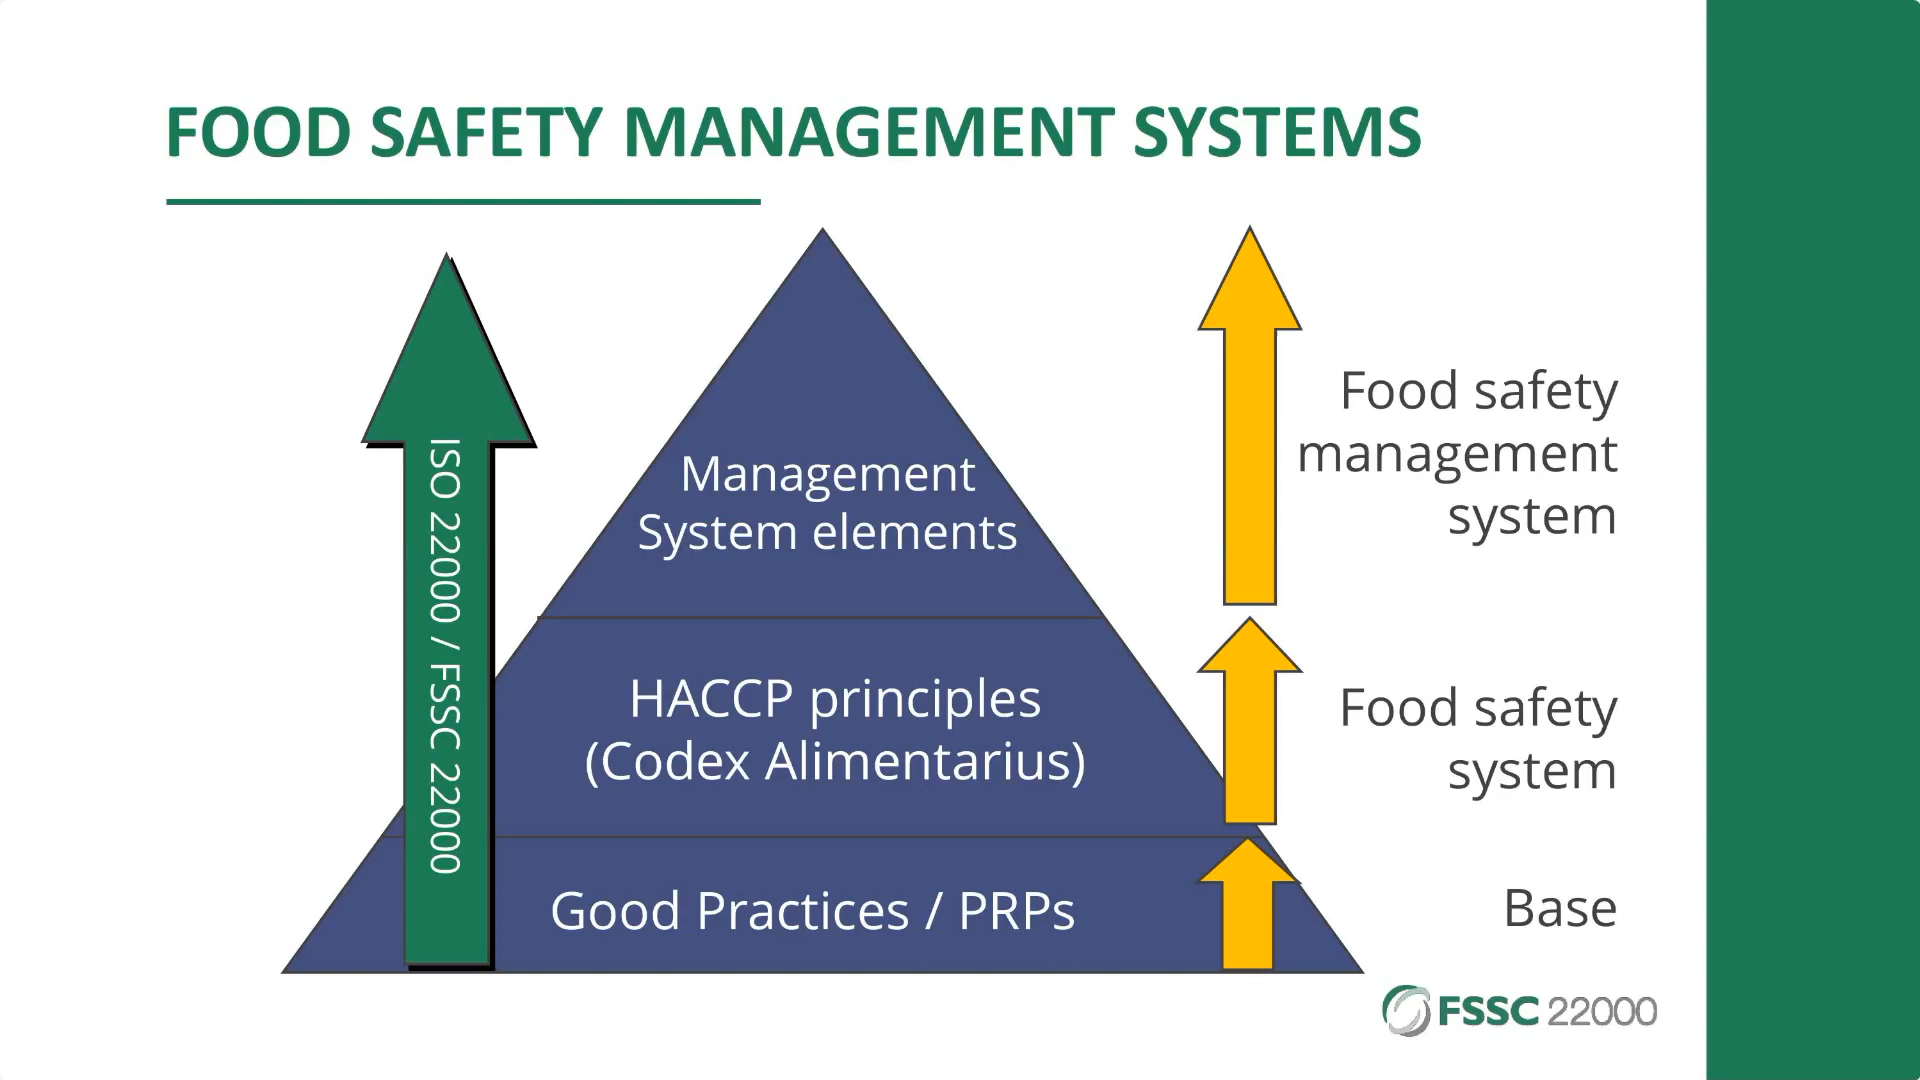 FOOD SAFETY MANAGEMENT SYSTEMS
ISO 22000 / FSSC 22000
Management
System elements
HACCP principles
(Codex Alimentarius)
Good Practices / PRPs
Food safety
management
system
Food safety
system
Base
FSSC 22000